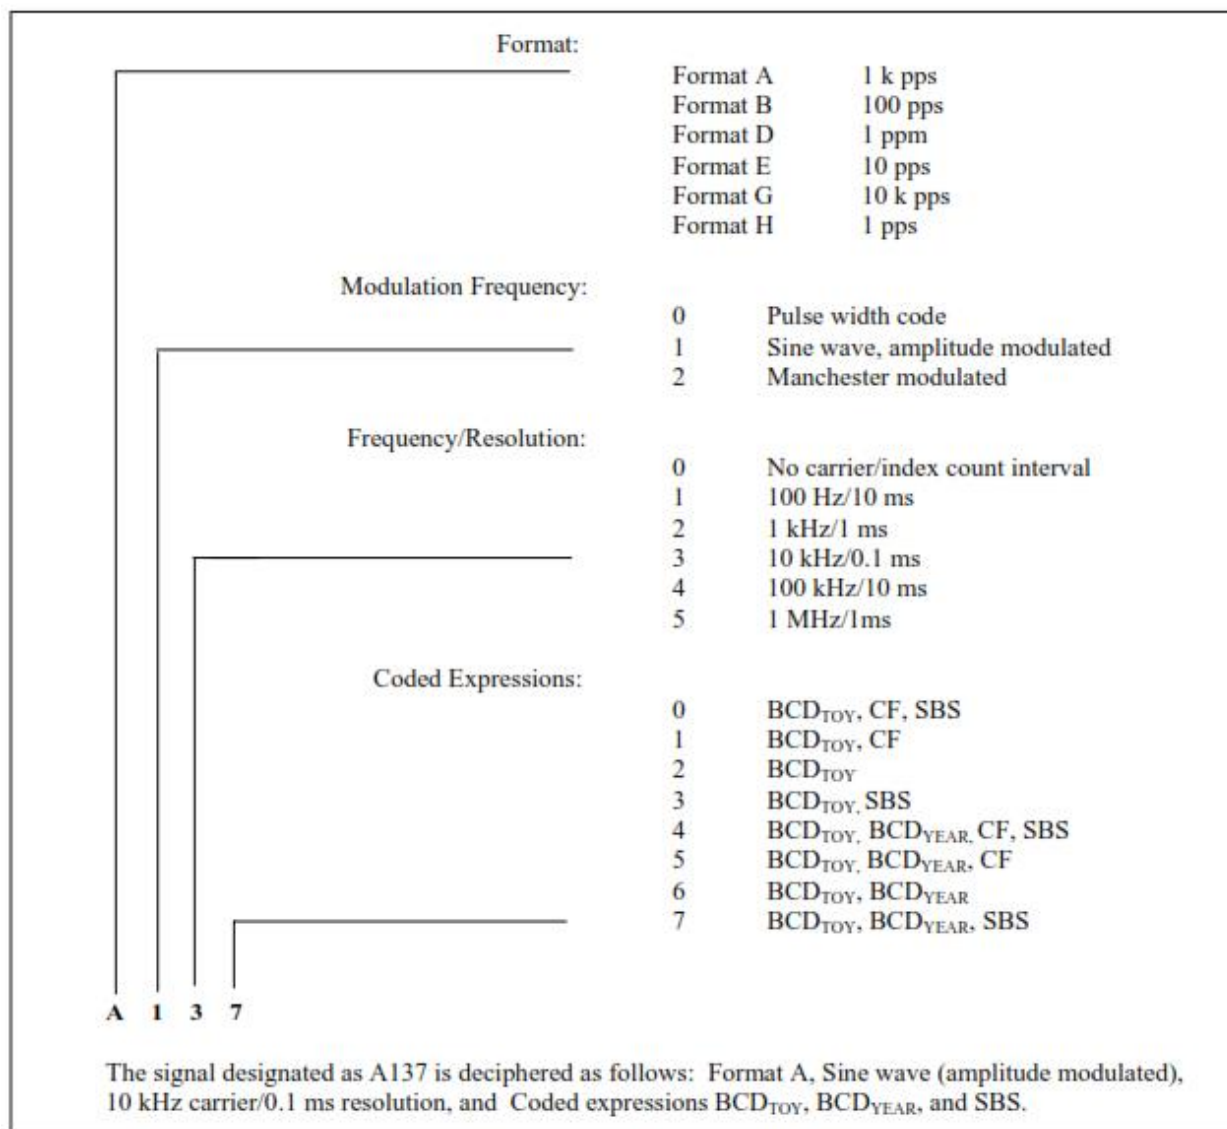 Format:
Format A 1 k pps
Format B 100 pps
Format D 1 ppm
Format E 10 pps
Format G 10 k pps
Format H 1 pps
Modulation Frequency:
0 Pulse width code
1 Sine wave, amplitude modulated
2 Manchester modulated
Frequency/Resolution:
0 No carrier/index count interval
1 100 Hz/10 ms
2 1 kHz/1 ms
3 10 kHz/0.1 ms
4 100 kHz/10 ms
5 1 MHz/1ms
Coded Expressions:
0 BCDTOY, CF, SBS
1 BCDTOY, CF
2 BCDTOY
3 BCDTOY, SBS
4 BCDTOY, BCDYEAR, CF, SBS
5 BCDTOY, BCDYEAR, CF
6 BCDTOY, BCDYEAR
7 BCDTOY, BCDYEAR, SBS
A 1 3 7
The signal designated as A137 is deciphered as follows: Format A, Sine wave (amplitude modulated),
10 kHz carrier/0.1 ms resolution, and Coded expressions BCDTOY, BCDYEAR, and SBS.